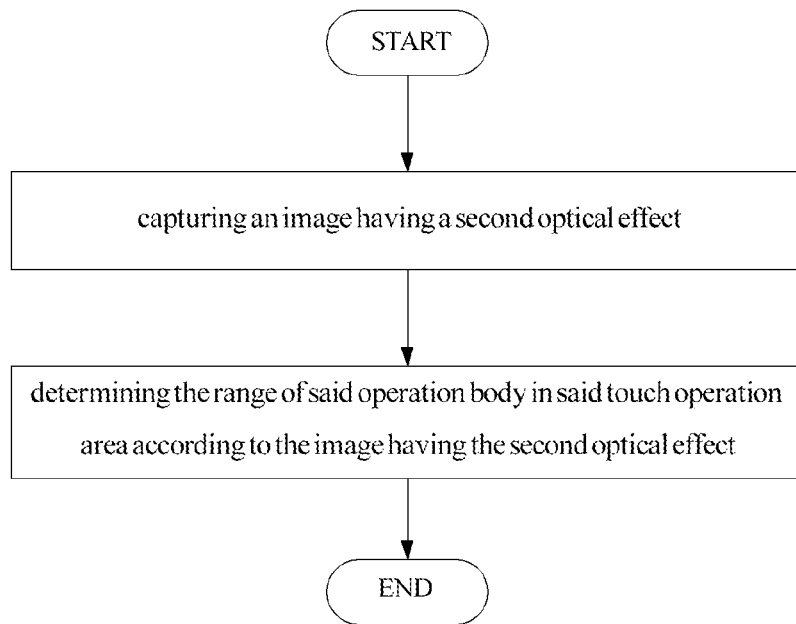 START
capturing an image having a second optical effect
determining the range of said operation body in said touch operation
area according to the image having the second optical effect
END